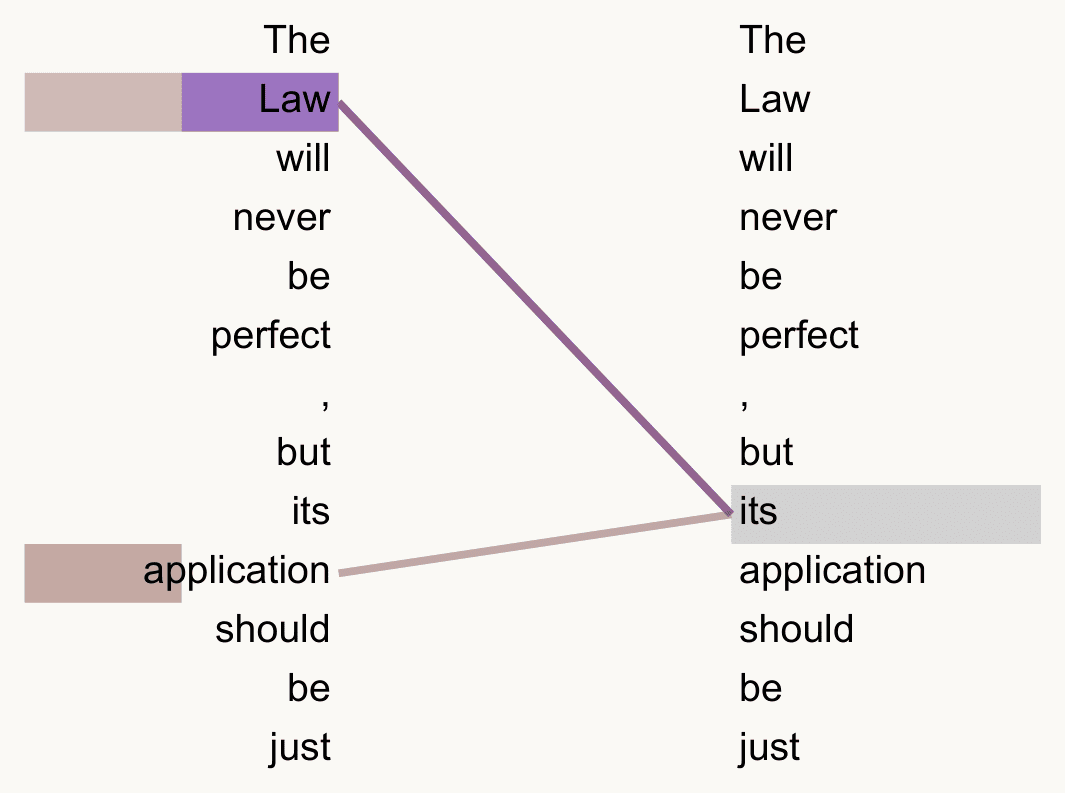 The The
Law Law
will will
never never
be be
perfect perfect
, ,
but but
its its
application application
should should
be be
just just